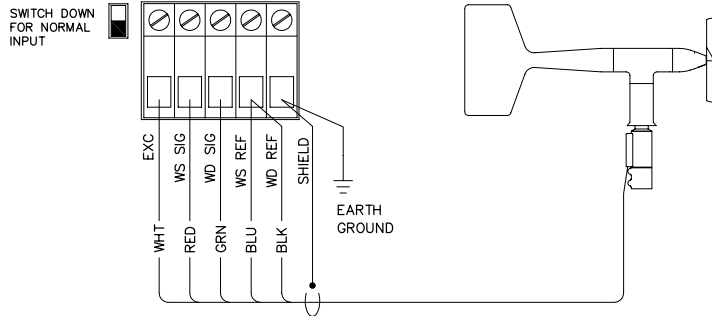 SWITCH DOWN
FOR NORMAL
INPUT
EXC
WS SIG
WD SIG
WS REF
WD REF
SHIELD
EARTH
GROUND
WHT
RED
GRN
BLU
BLK